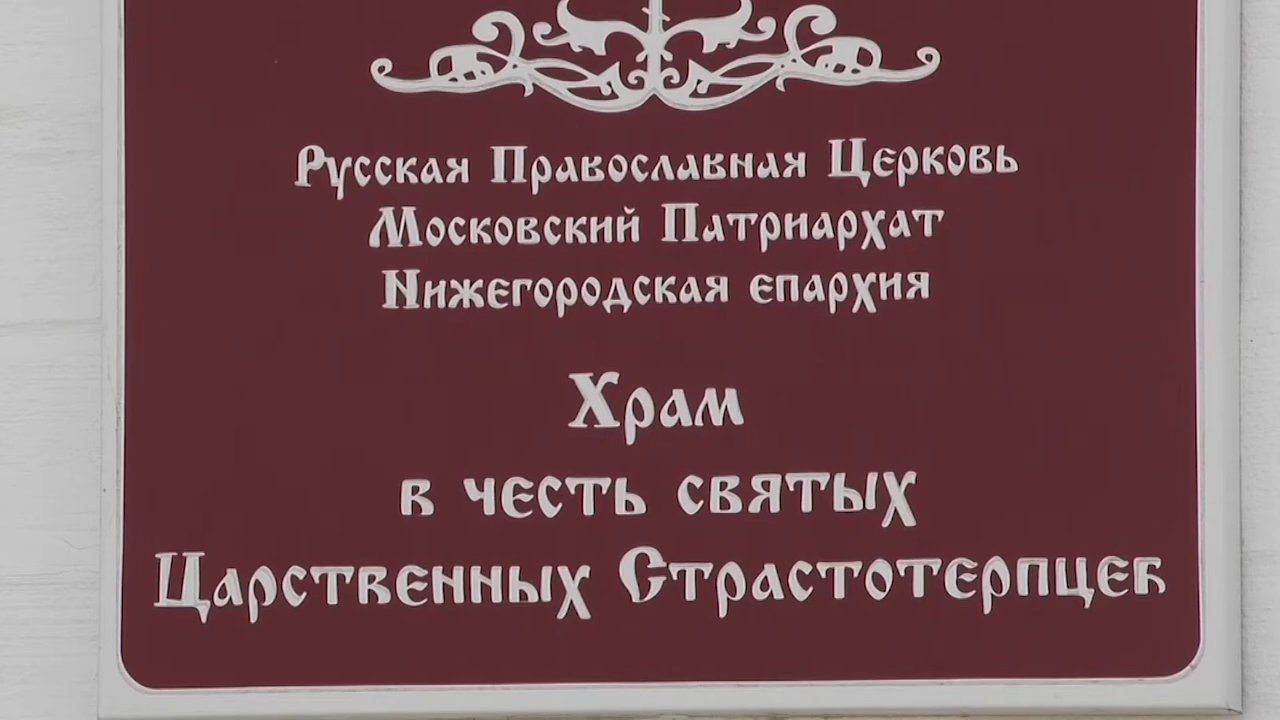 Русская Православная Церковь
Московский Патриархат
Нижегородская епархия
Храм
в честь святых
Царственных Страстотерпцев